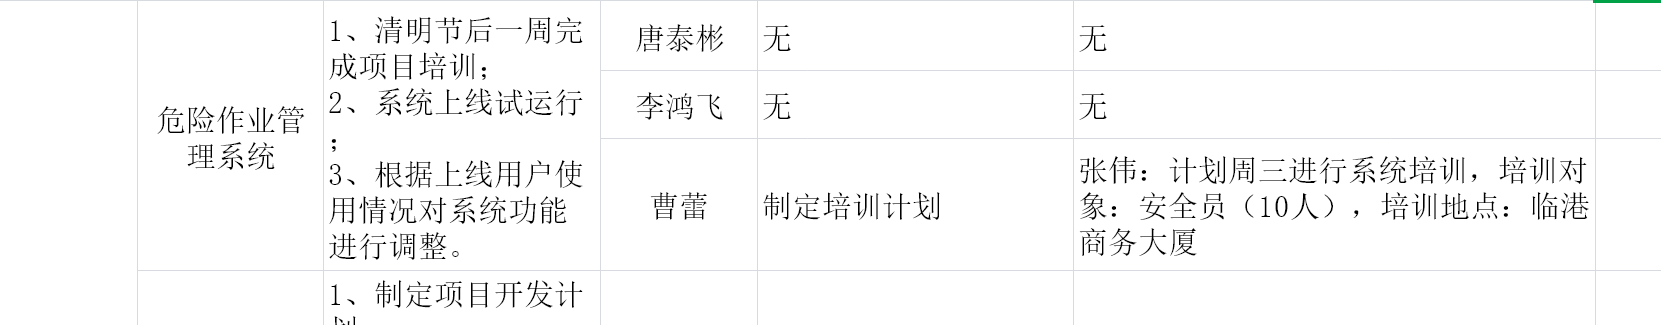 危险作业管
理系统
1、清明节后一周完
成项目培训；
2、系统上线试运行
；
3、根据上线用户使
用情况对系统功能
进行调整。
唐泰彬
无
无
李鸿飞
无
无
曹蕾
制定培训计划
张伟：计划周三进行系统培训，培训对
象：安全员（10人），培训地点：临港
商务大厦
1、制定项目开发计